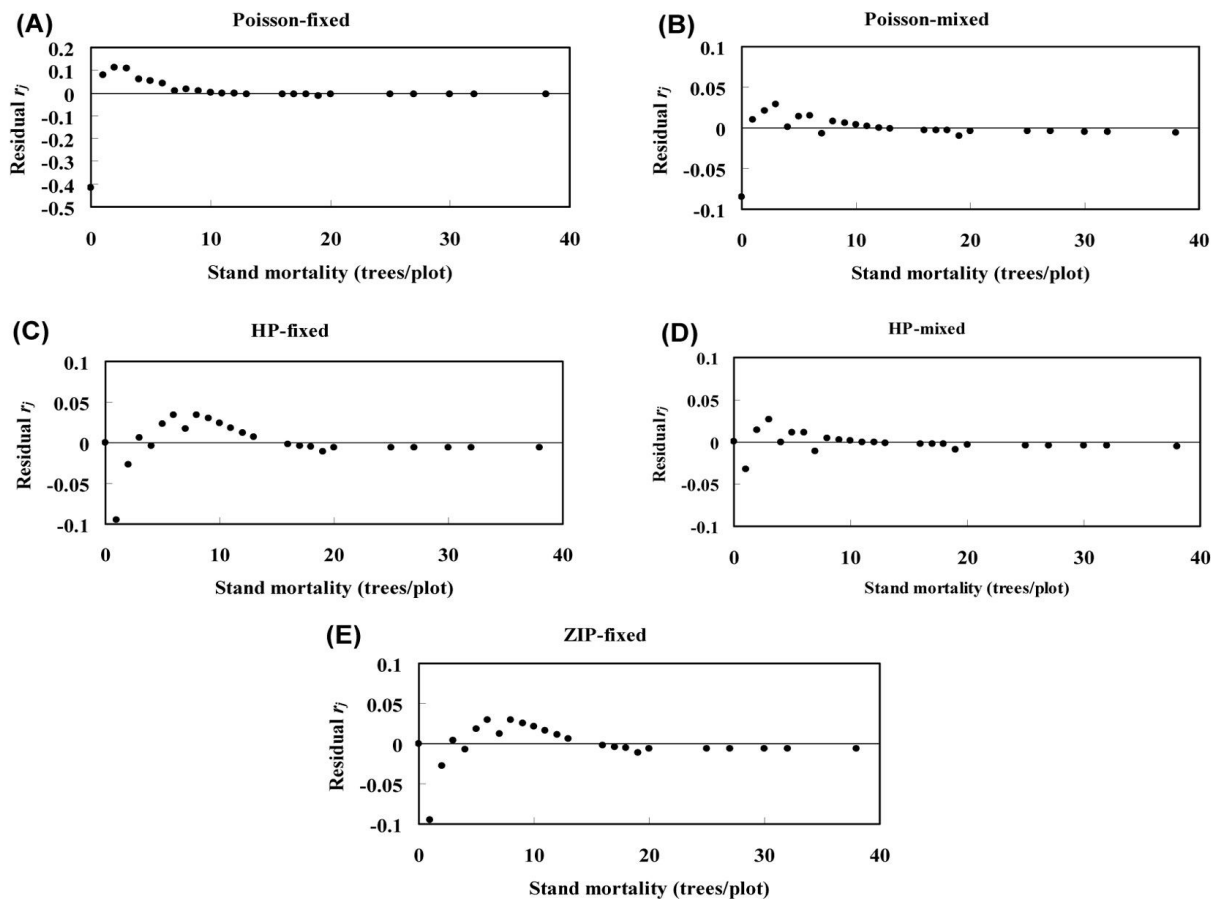 (A)
Poisson-fixed
Residual rj
0.2
0.1
0
-0.1
-0.2
-0.3
-0.4
-0.5
0 10 20 30 40
Stand mortality (trees/plot)
(B)
Poisson-mixed
Residual rj
0.1
0.05
0
-0.05
-0.1
0 10 20 30 40
Stand mortality (trees/plot)
(C)
HP-fixed
Residual rj
0.1
0.05
0
-0.05
-0.1
0 10 20 30 40
Stand mortality (trees/plot)
(D)
HP-mixed
Residual rj
0.1
0.05
0
-0.05
-0.1
0 10 20 30 40
Stand mortality (trees/plot)
(E)
ZIP-fixed
Residual rj
0.1
0.05
0
-0.05
-0.1
0 10 20 30 40
Stand mortality (trees/plot)